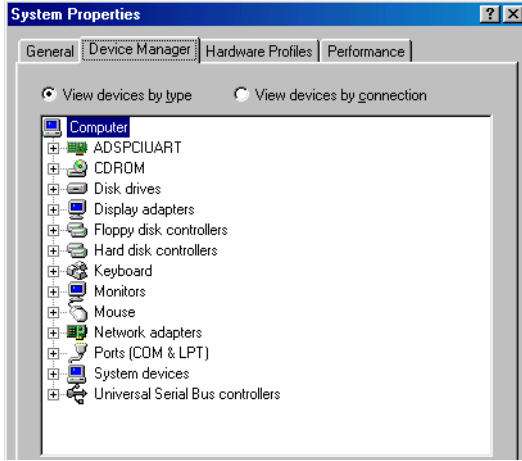 System Properties
General Device Manager Hardware Profiles Performance
View devices by type View devices by connection
Computer
ADSPCIUART
CDROM
Disk drives
Display adapters
Floppy disk controllers
Hard disk controllers
Keyboard
Monitors
Mouse
Network adapters
Ports (COM & LPT)
System devices
Universal Serial Bus controllers